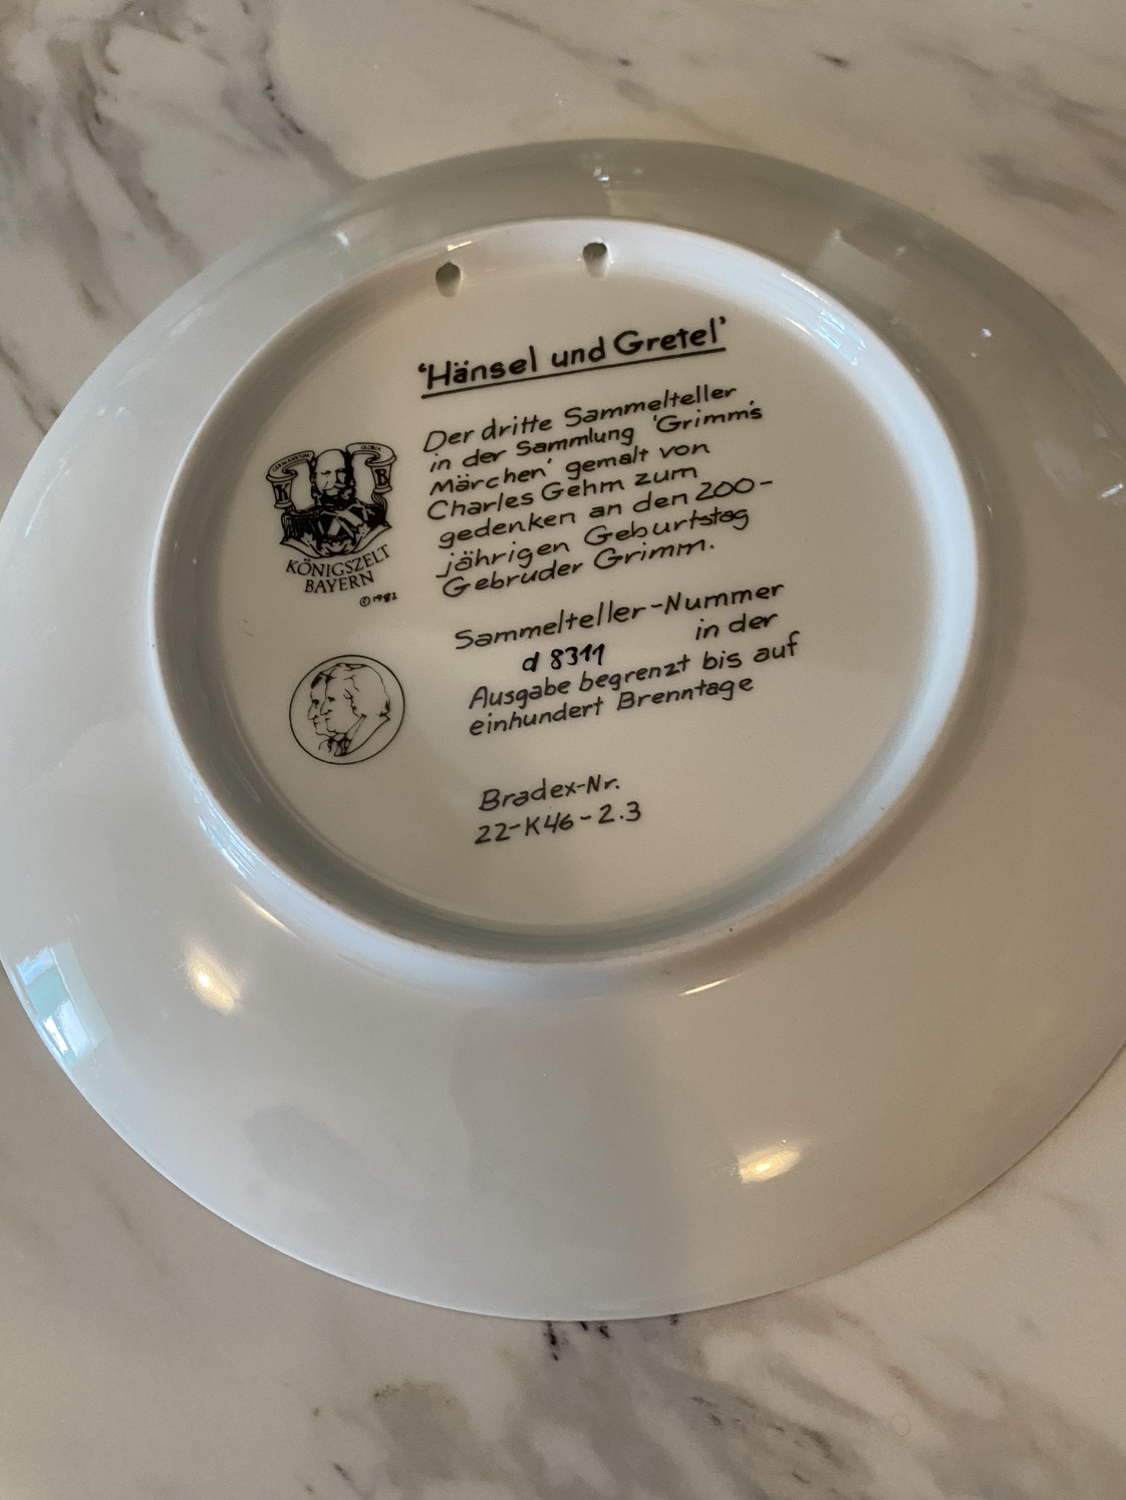 'Hänsel und Gretel'
Der dritte Sammelteller
in der Sammlung 'Grimm's
Märchen' gemalt von
Charles Gehm zum
gedenken an den 200-
jährigen Geburtstag
Gebruder Grimm.
K B
KÖNIGSZELT
BAYERN
©1982
Sammelteller-Nummer
d 8311 in der
Ausgabe begrenzt bis auf
einhundert Brenntage
Bradex-Nr.
22-K46-2.3